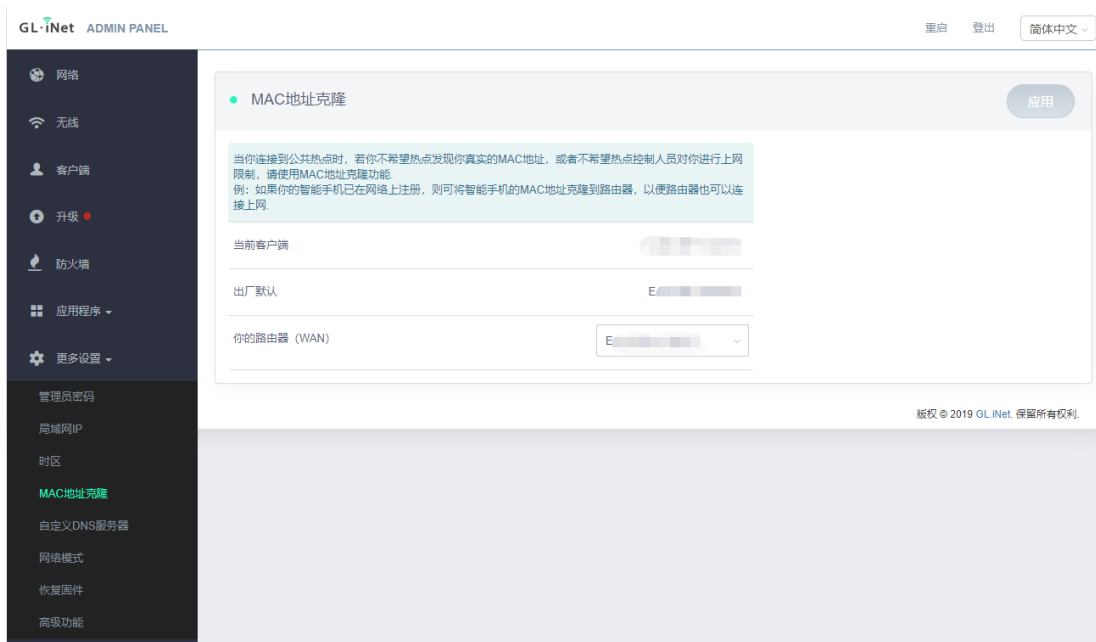 GL·iNet ADMIN PANEL
重启
登出
简体中文
网络
无线
客户端
升级
防火墙
应用程序
更多设置
管理员密码
局域网IP
时区
MAC地址克隆
自定义DNS服务器
网络模式
恢复固件
高级功能
MAC地址克隆
应用
当你连接到公共热点时，若你不希望热点发现你真实的MAC地址，或者不希望热点控制人员对你进行上网
限制，请使用MAC地址克隆功能.
例：如果你的智能手机已在网络上注册，则可将智能手机的MAC地址克隆到路由器，以便路由器也可以连
接上网.
当前客户端
出厂默认
E
你的路由器（WAN）
E
版权 © 2019 GL.iNet. 保留所有权利.